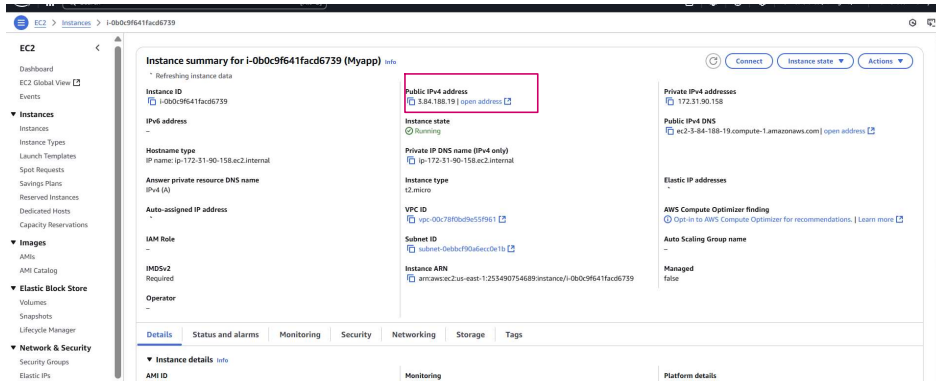 EC2 > Instances > i-0b0c9f641facd6739
EC2
Dashboard
EC2 Global View
Events
Instances
Instances
Instance Types
Launch Templates
Spot Requests
Savings Plans
Reserved Instances
Dedicated Hosts
Capacity Reservations
Images
AMIs
AMI Catalog
Elastic Block Store
Volumes
Snapshots
Lifecycle Manager
Network & Security
Security Groups
Elastic IPs
Instance summary for i-0b0c9f641facd6739 (Myapp) Info
Connect
Instance state
Actions
Refreshing instance data
Instance ID
i-0b0c9f641facd6739
Public IPv4 address
3.84.188.19 | open address
Private IPv4 addresses
172.31.90.158
IPv6 address
–
Instance state
Running
Public IPv4 DNS
ec2-3-84-188-19.compute-1.amazonaws.com | open address
Hostname type
IP name: ip-172-31-90-158.ec2.internal
Private IP DNS name (IPv4 only)
ip-172-31-90-158.ec2.internal
Answer private resource DNS name
IPv4 (A)
Instance type
t2.micro
Elastic IP addresses
Auto-assigned IP address
VPC ID
vpc-00c78f0bd9e55f961
AWS Compute Optimizer finding
Opt-in to AWS Compute Optimizer for recommendations. | Learn more
IAM Role
–
Subnet ID
subnet-0ebbcf90a6ecc0e1b
Auto Scaling Group name
–
IMDSv2
Required
Instance ARN
arn:aws:ec2:us-east-1:253490754689:instance/i-0b0c9f641facd6739
Managed
false
Operator
–
Details
Status and alarms
Monitoring
Security
Networking
Storage
Tags
Instance details Info
AMI ID
Monitoring
Platform details